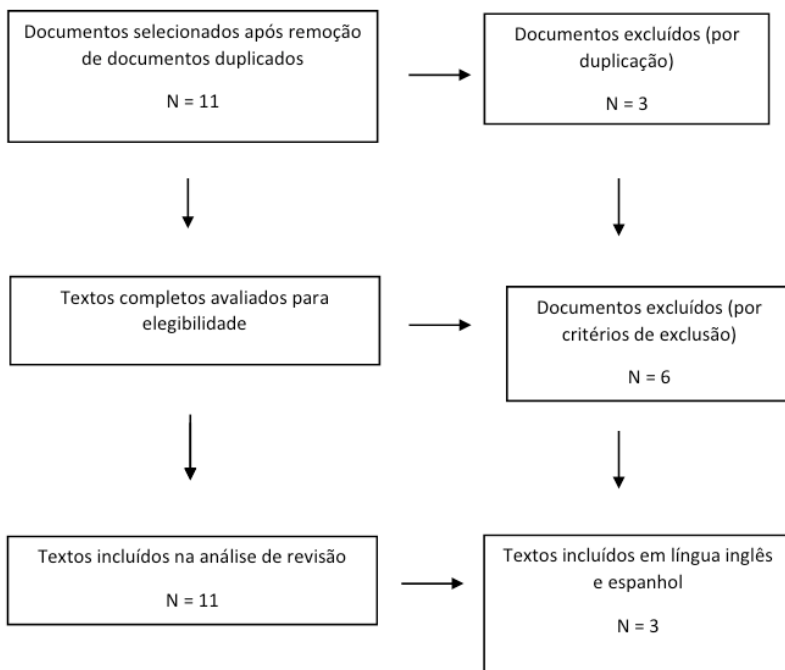 Documentos selecionados após remoção
de documentos duplicados
N = 11
Documentos excluídos (por
duplicação)
N = 3
Textos completos avaliados para
elegibilidade
Documentos excluídos (por
critérios de exclusão)
N = 6
Textos incluídos na análise de revisão
N = 11
Textos incluídos em língua inglês
e espanhol
N = 3